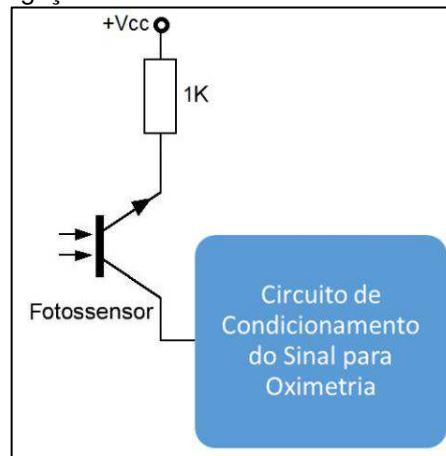 +Vcc
1K
Fotossensor
Circuito de
Condicionamento
do Sinal para
Oximetria